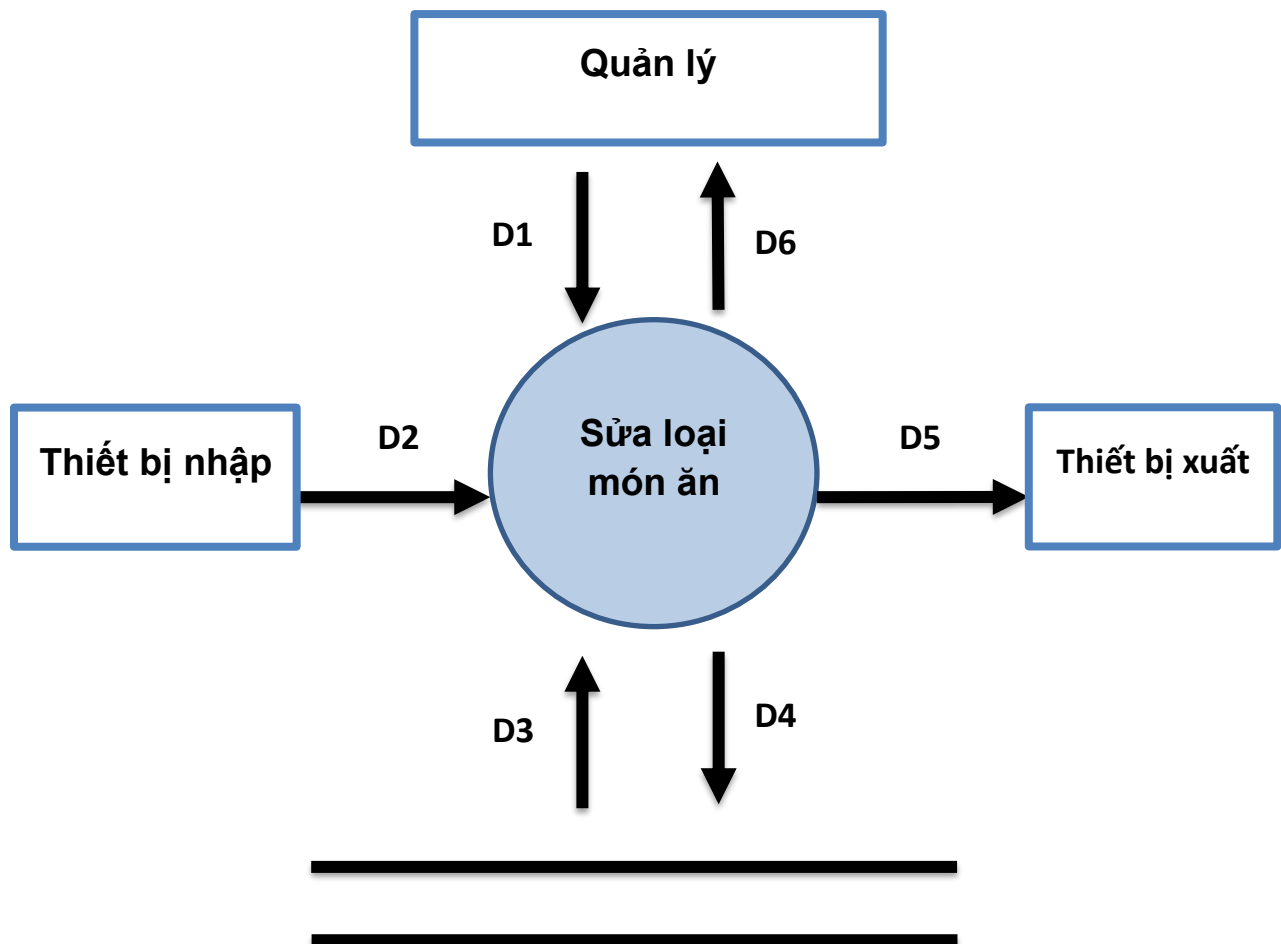 Quản lý
D1
D6
Thiết bị nhập
D2
Sửa loại
món ăn
D5
Thiết bị xuất
D3
D4